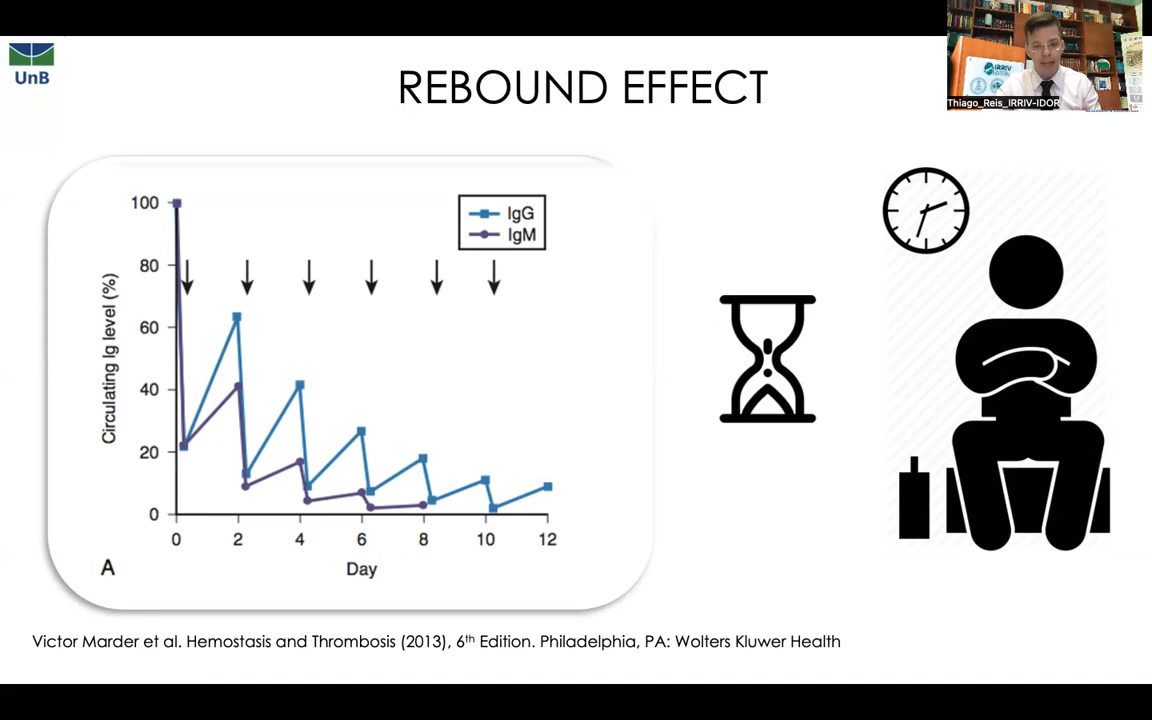 UnB
REBOUND EFFECT
IRRIV
Thiago_Reis_IRRIV-IDOR
100
80
60
40
20
0
Circulating Ig level (%)
IgG
IgM
0 2 4 6 8 10 12
A
Day
Victor Marder et al. Hemostasis and Thrombosis (2013), 6th Edition. Philadelphia, PA: Wolters Kluwer Health